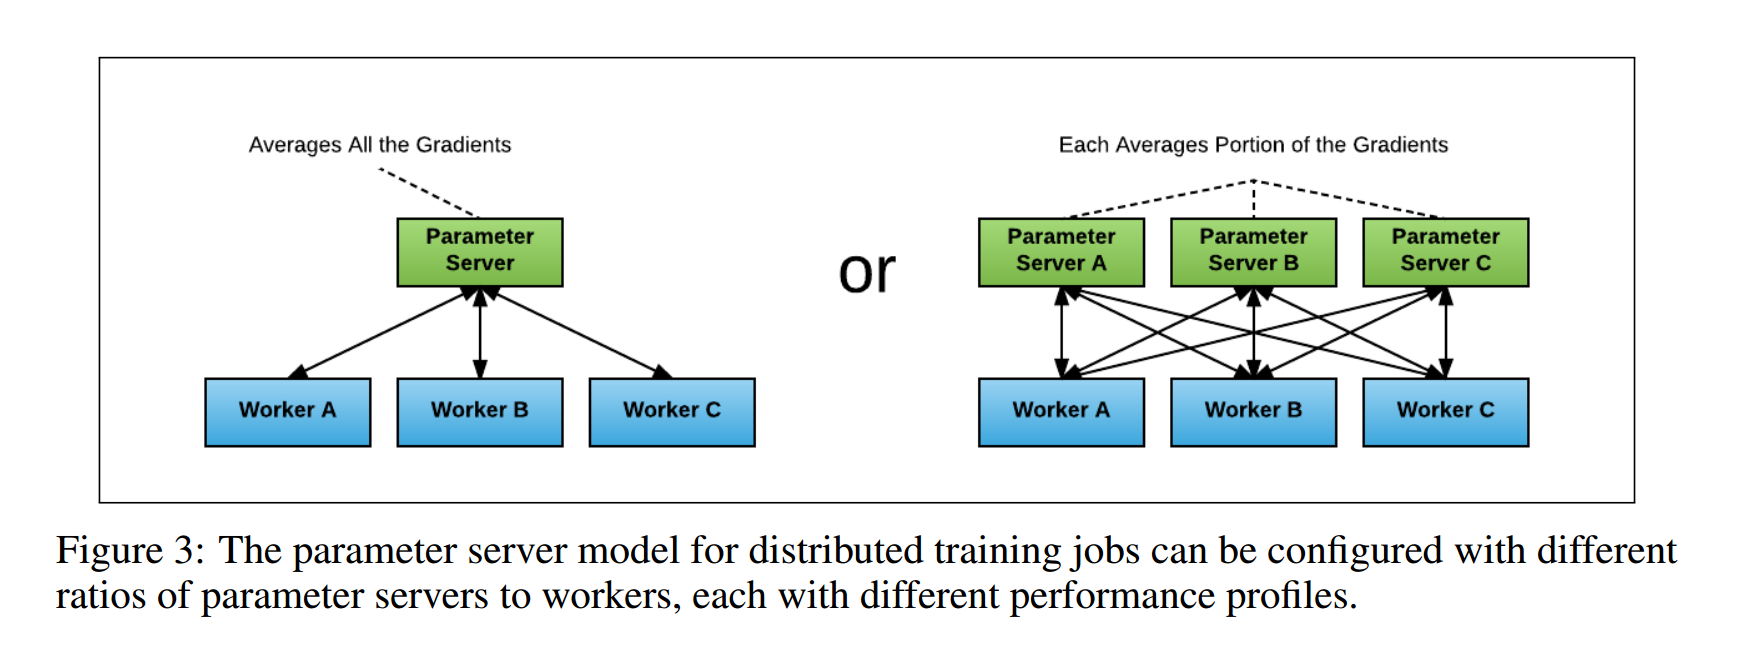 Averages All the Gradients
Parameter
Server
Worker A
Worker B
Worker C
or
Each Averages Portion of the Gradients
Parameter
Server A
Parameter
Server B
Parameter
Server C
Worker A
Worker B
Worker C
Figure 3: The parameter server model for distributed training jobs can be configured with different
ratios of parameter servers to workers, each with different performance profiles.